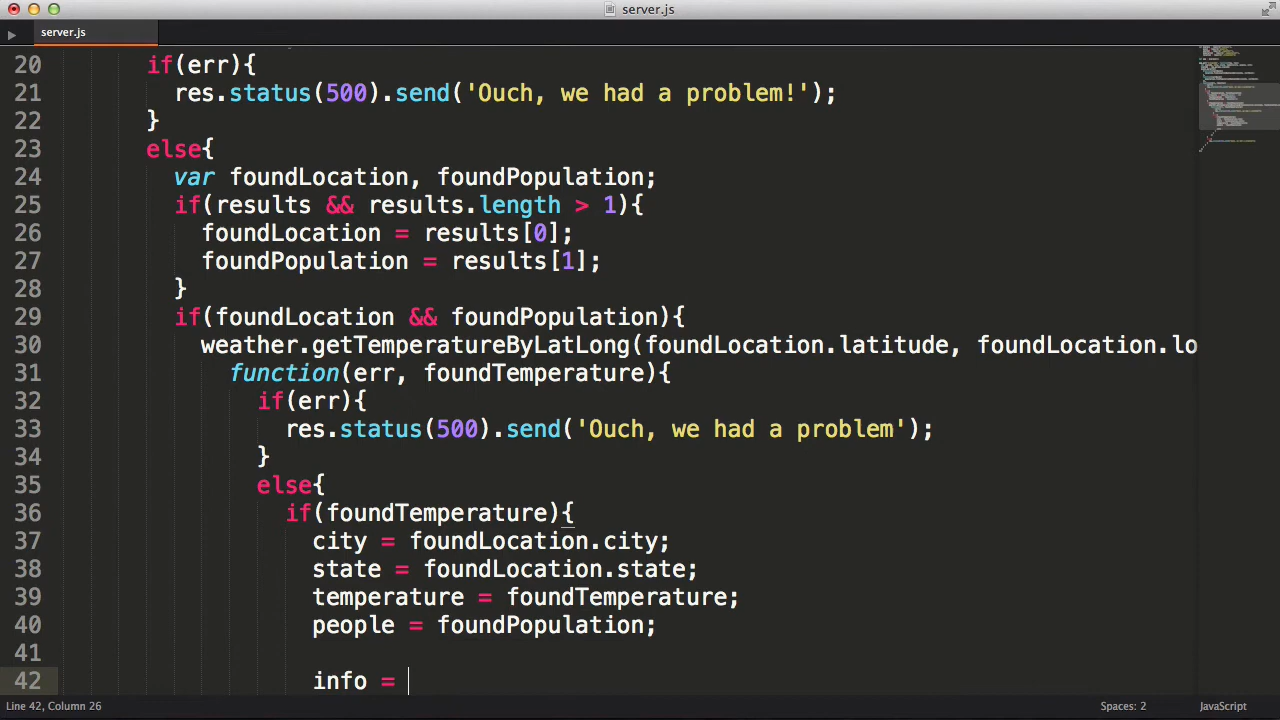 server.js
server.js
20 if(err){
21 res.status(500).send('Ouch, we had a problem!');
22 }
23 else{
24 var foundLocation, foundPopulation;
25 if(results && results.length > 1){
26 foundLocation = results[0];
27 foundPopulation = results[1];
28 }
29 if(foundLocation && foundPopulation){
30 weather.getTemperatureByLatLong(foundLocation.latitude, foundLocation.lo
31 function(err, foundTemperature){
32 if(err){
33 res.status(500).send('Ouch, we had a problem');
34 }
35 else{
36 if(foundTemperature){
37 city = foundLocation.city;
38 state = foundLocation.state;
39 temperature = foundTemperature;
40 people = foundPopulation;
41
42 info =
Line 42, Column 26 Spaces: 2 JavaScript